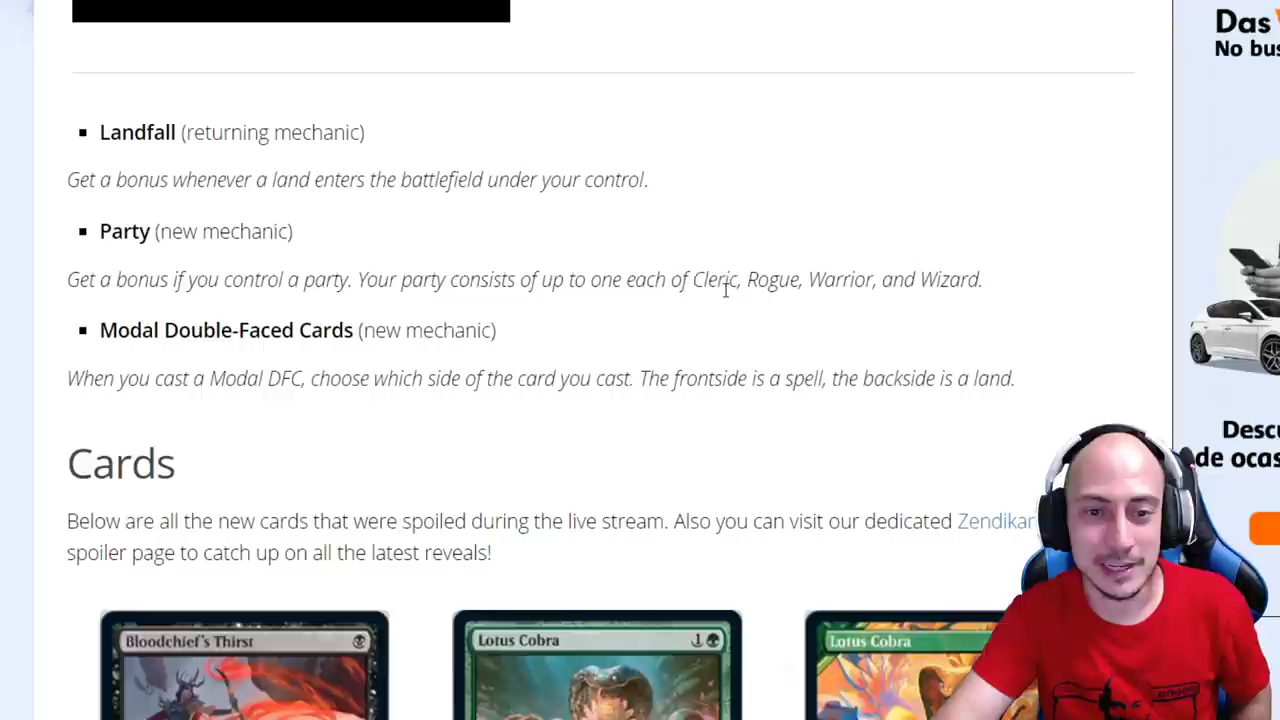 Das
No bus
Landfall (returning mechanic)
Get a bonus whenever a land enters the battlefield under your control.
Party (new mechanic)
Get a bonus if you control a party. Your party consists of up to one each of Cleric, Rogue, Warrior, and Wizard.
Modal Double-Faced Cards (new mechanic)
When you cast a Modal DFC, choose which side of the card you cast. The frontside is a spell, the backside is a land.
Descu
de ocas
Cards
Below are all the new cards that were spoiled during the live stream. Also you can visit our dedicated Zendikar
spoiler page to catch up on all the latest reveals!
Bloodchief's Thirst
Lotus Cobra 1
Lotus Cobra